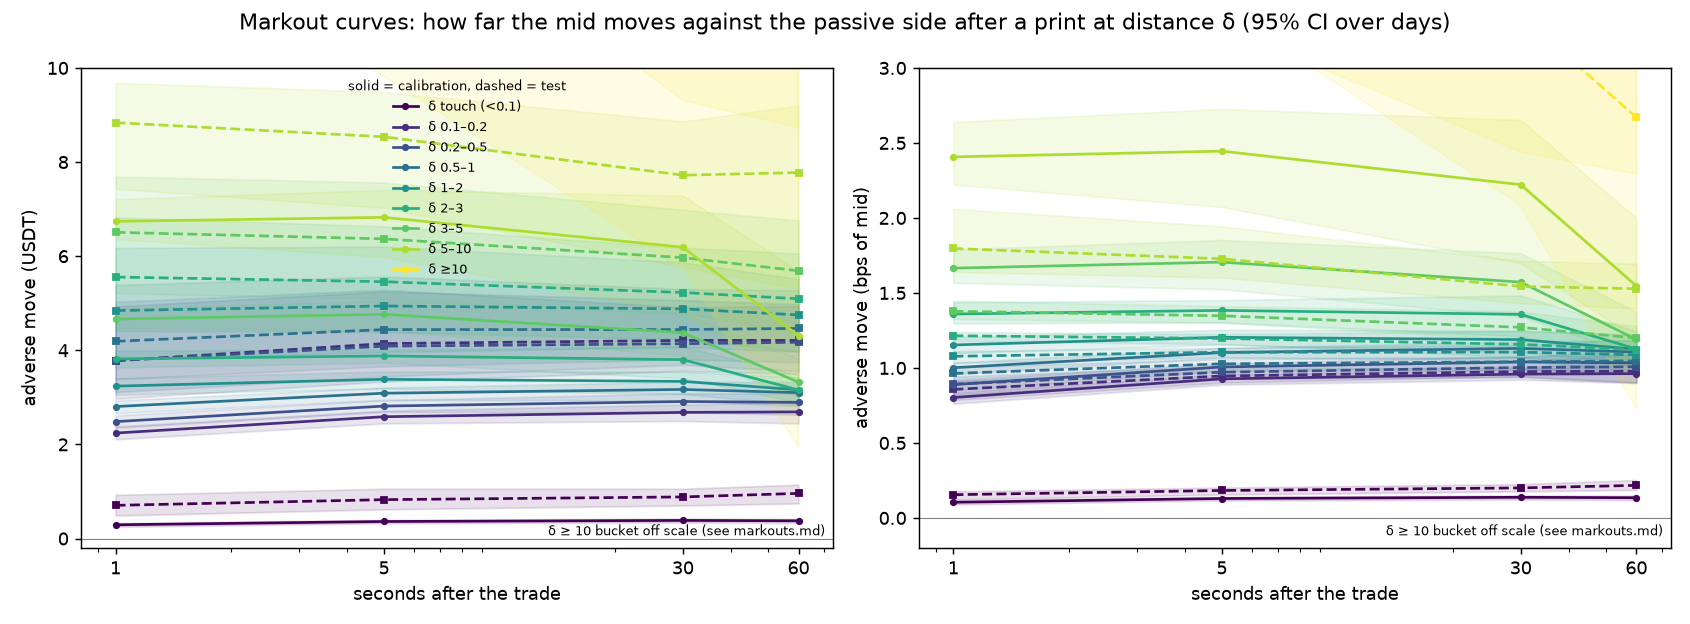 Markout curves: how far the mid moves against the passive side after a print at distance δ (95% CI over days)
adverse move (USDT)
10
8
6
4
2
0
solid = calibration, dashed = test
δ touch (<0.1)
δ 0.1–0.2
δ 0.2–0.5
δ 0.5–1
δ 1–2
δ 2–3
δ 3–5
δ 5–10
δ ≥10
δ ≥ 10 bucket off scale (see markouts.md)
1
5
30
60
seconds after the trade
adverse move (bps of mid)
3.0
2.5
2.0
1.5
1.0
0.5
0.0
δ ≥ 10 bucket off scale (see markouts.md)
1
5
30
60
seconds after the trade